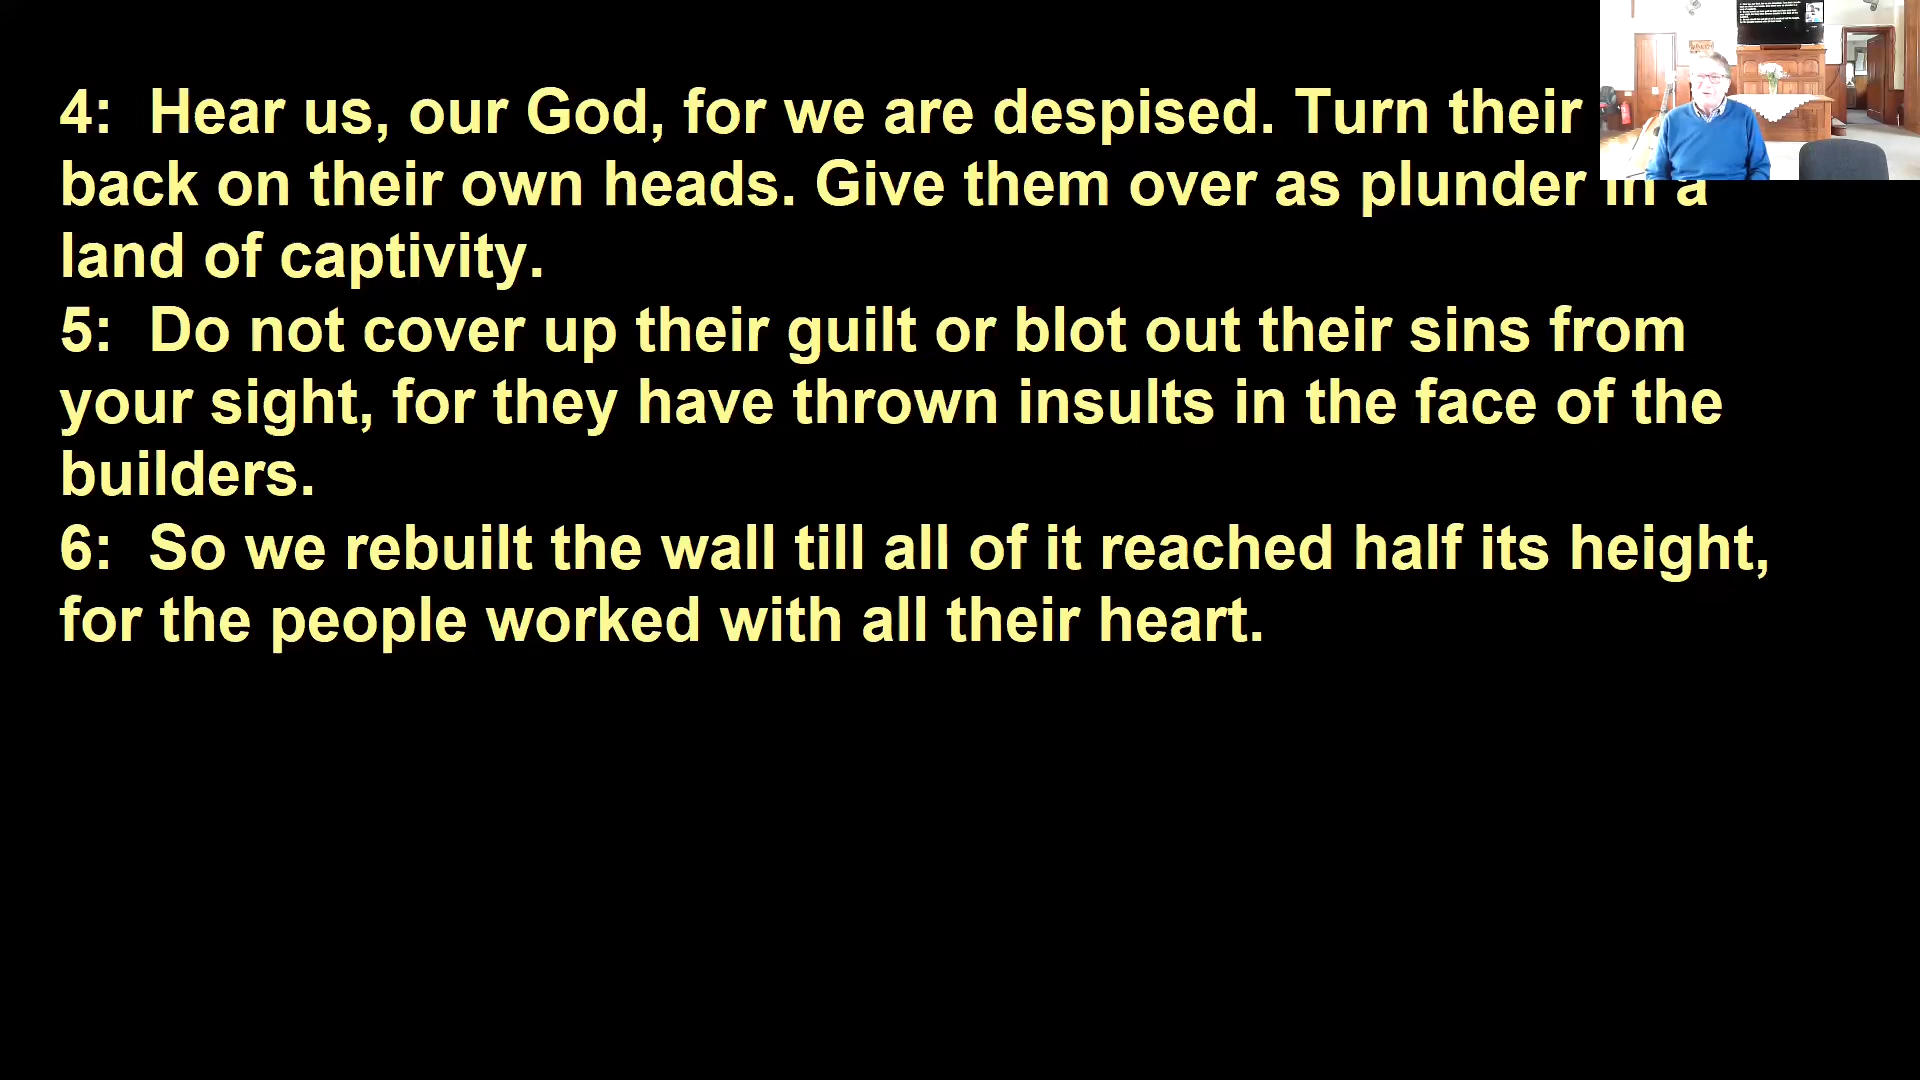 4: Hear us, our God, for we are despised. Turn their
back on their own heads. Give them over as plunder in a
land of captivity.
5: Do not cover up their guilt or blot out their sins from
your sight, for they have thrown insults in the face of the
builders.
6: So we rebuilt the wall till all of it reached half its height,
for the people worked with all their heart.